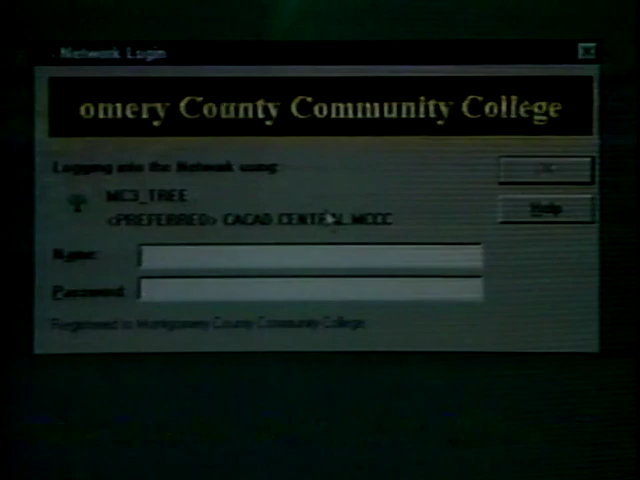 Network Login
omery County Community College
Logging into the Network using:
MC3_TREE
<PREFERRED> CACAD.CENTRAL.MCCC
Help
Name:
Password:
Registered to Montgomery County Community College